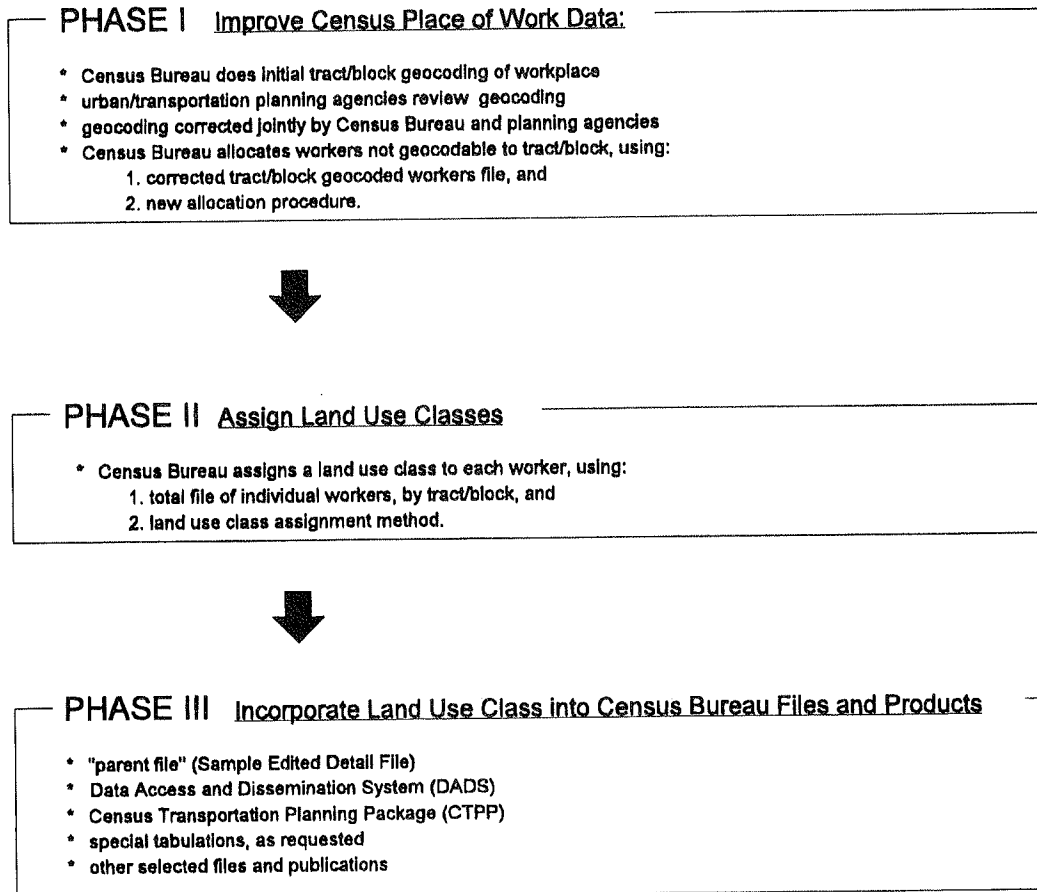 PHASE I Improve Census Place of Work Data:
* Census Bureau does initial tract/block geocoding of workplace
* urban/transportation planning agencies review geocoding
* geocoding corrected jointly by Census Bureau and planning agencies
* Census Bureau allocates workers not geocodable to tract/block, using:
1. corrected tract/block geocoded workers file, and
2. new allocation procedure.
PHASE II Assign Land Use Classes
* Census Bureau assigns a land use class to each worker, using:
1. total file of individual workers, by tract/block, and
2. land use class assignment method.
PHASE III Incorporate Land Use Class into Census Bureau Files and Products
* "parent file" (Sample Edited Detail File)
* Data Access and Dissemination System (DADS)
* Census Transportation Planning Package (CTPP)
* special tabulations, as requested
* other selected files and publications